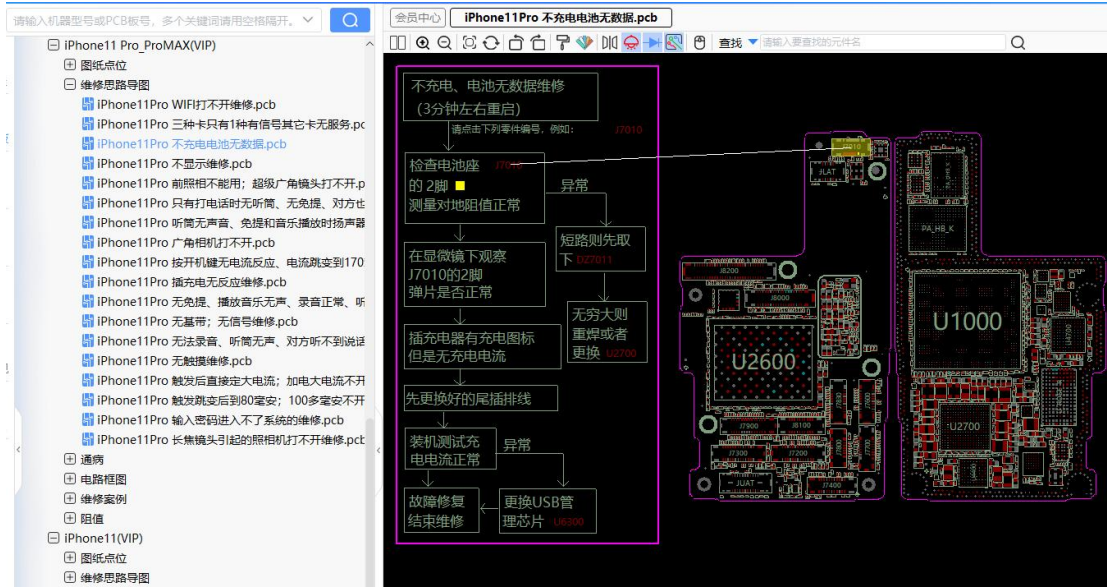 请输入机器型号或PCB板号，多个关键词请用空格隔开。
iPhone11 Pro_ProMAX(VIP)
图纸点位
维修思路导图
iPhone11Pro WIFI打不开维修.pcb
iPhone11Pro 三种卡只有1种有信号其它卡无服务.pc
iPhone11Pro 不充电电池无数据.pcb
iPhone11Pro 不显示维修.pcb
iPhone11Pro 前照相不能用；超级广角镜头打不开.p
iPhone11Pro 只有打电话时无听筒、无免提、对方也
iPhone11Pro 听筒无声音、免提和音乐播放时扬声器
iPhone11Pro 广角相机打不开.pcb
iPhone11Pro 按开机键无电流反应、电流跳变到170
iPhone11Pro 插充电无反应维修.pcb
iPhone11Pro 无免提、播放音乐无声、录音正常、听
iPhone11Pro 无基带；无信号维修.pcb
iPhone11Pro 无法录音、听筒无声、对方听不到说话
iPhone11Pro 无触摸维修.pcb
iPhone11Pro 触发后直接定大电流；加电大电流不开
iPhone11Pro 触发跳变后到80毫安；100多毫安不开
iPhone11Pro 输入密码进入不了系统的维修.pcb
iPhone11Pro 长焦镜头引起的照相机打不开维修.pcb
通病
电路框图
维修案例
阻值
iPhone11(VIP)
图纸点位
维修思路导图
会员中心
iPhone11Pro 不充电电池无数据.pcb
查找
请输入要查找的元件名
不充电、电池无数据维修
(3分钟左右重启)
请点击下列零件编号，例如： J7010
检查电池座 J7010
的 2脚
测量对地阻值正常
异常
短路则先取
下 DZ7011
在显微镜下观察
J7010的2脚
弹片是否正常
无穷大则
重焊或者
更换 U2700
插充电器有充电图标
但是无充电电流
先更换好的尾插排线
装机测试充
电电流正常
异常
故障修复
结束维修
更换USB管
理芯片 U6300
J7010
JLAT
PA_HB_K
J8200
J8000
U2600
U1000
U2700
J7900
J8100
J7300
J7200
JUAT
J7400